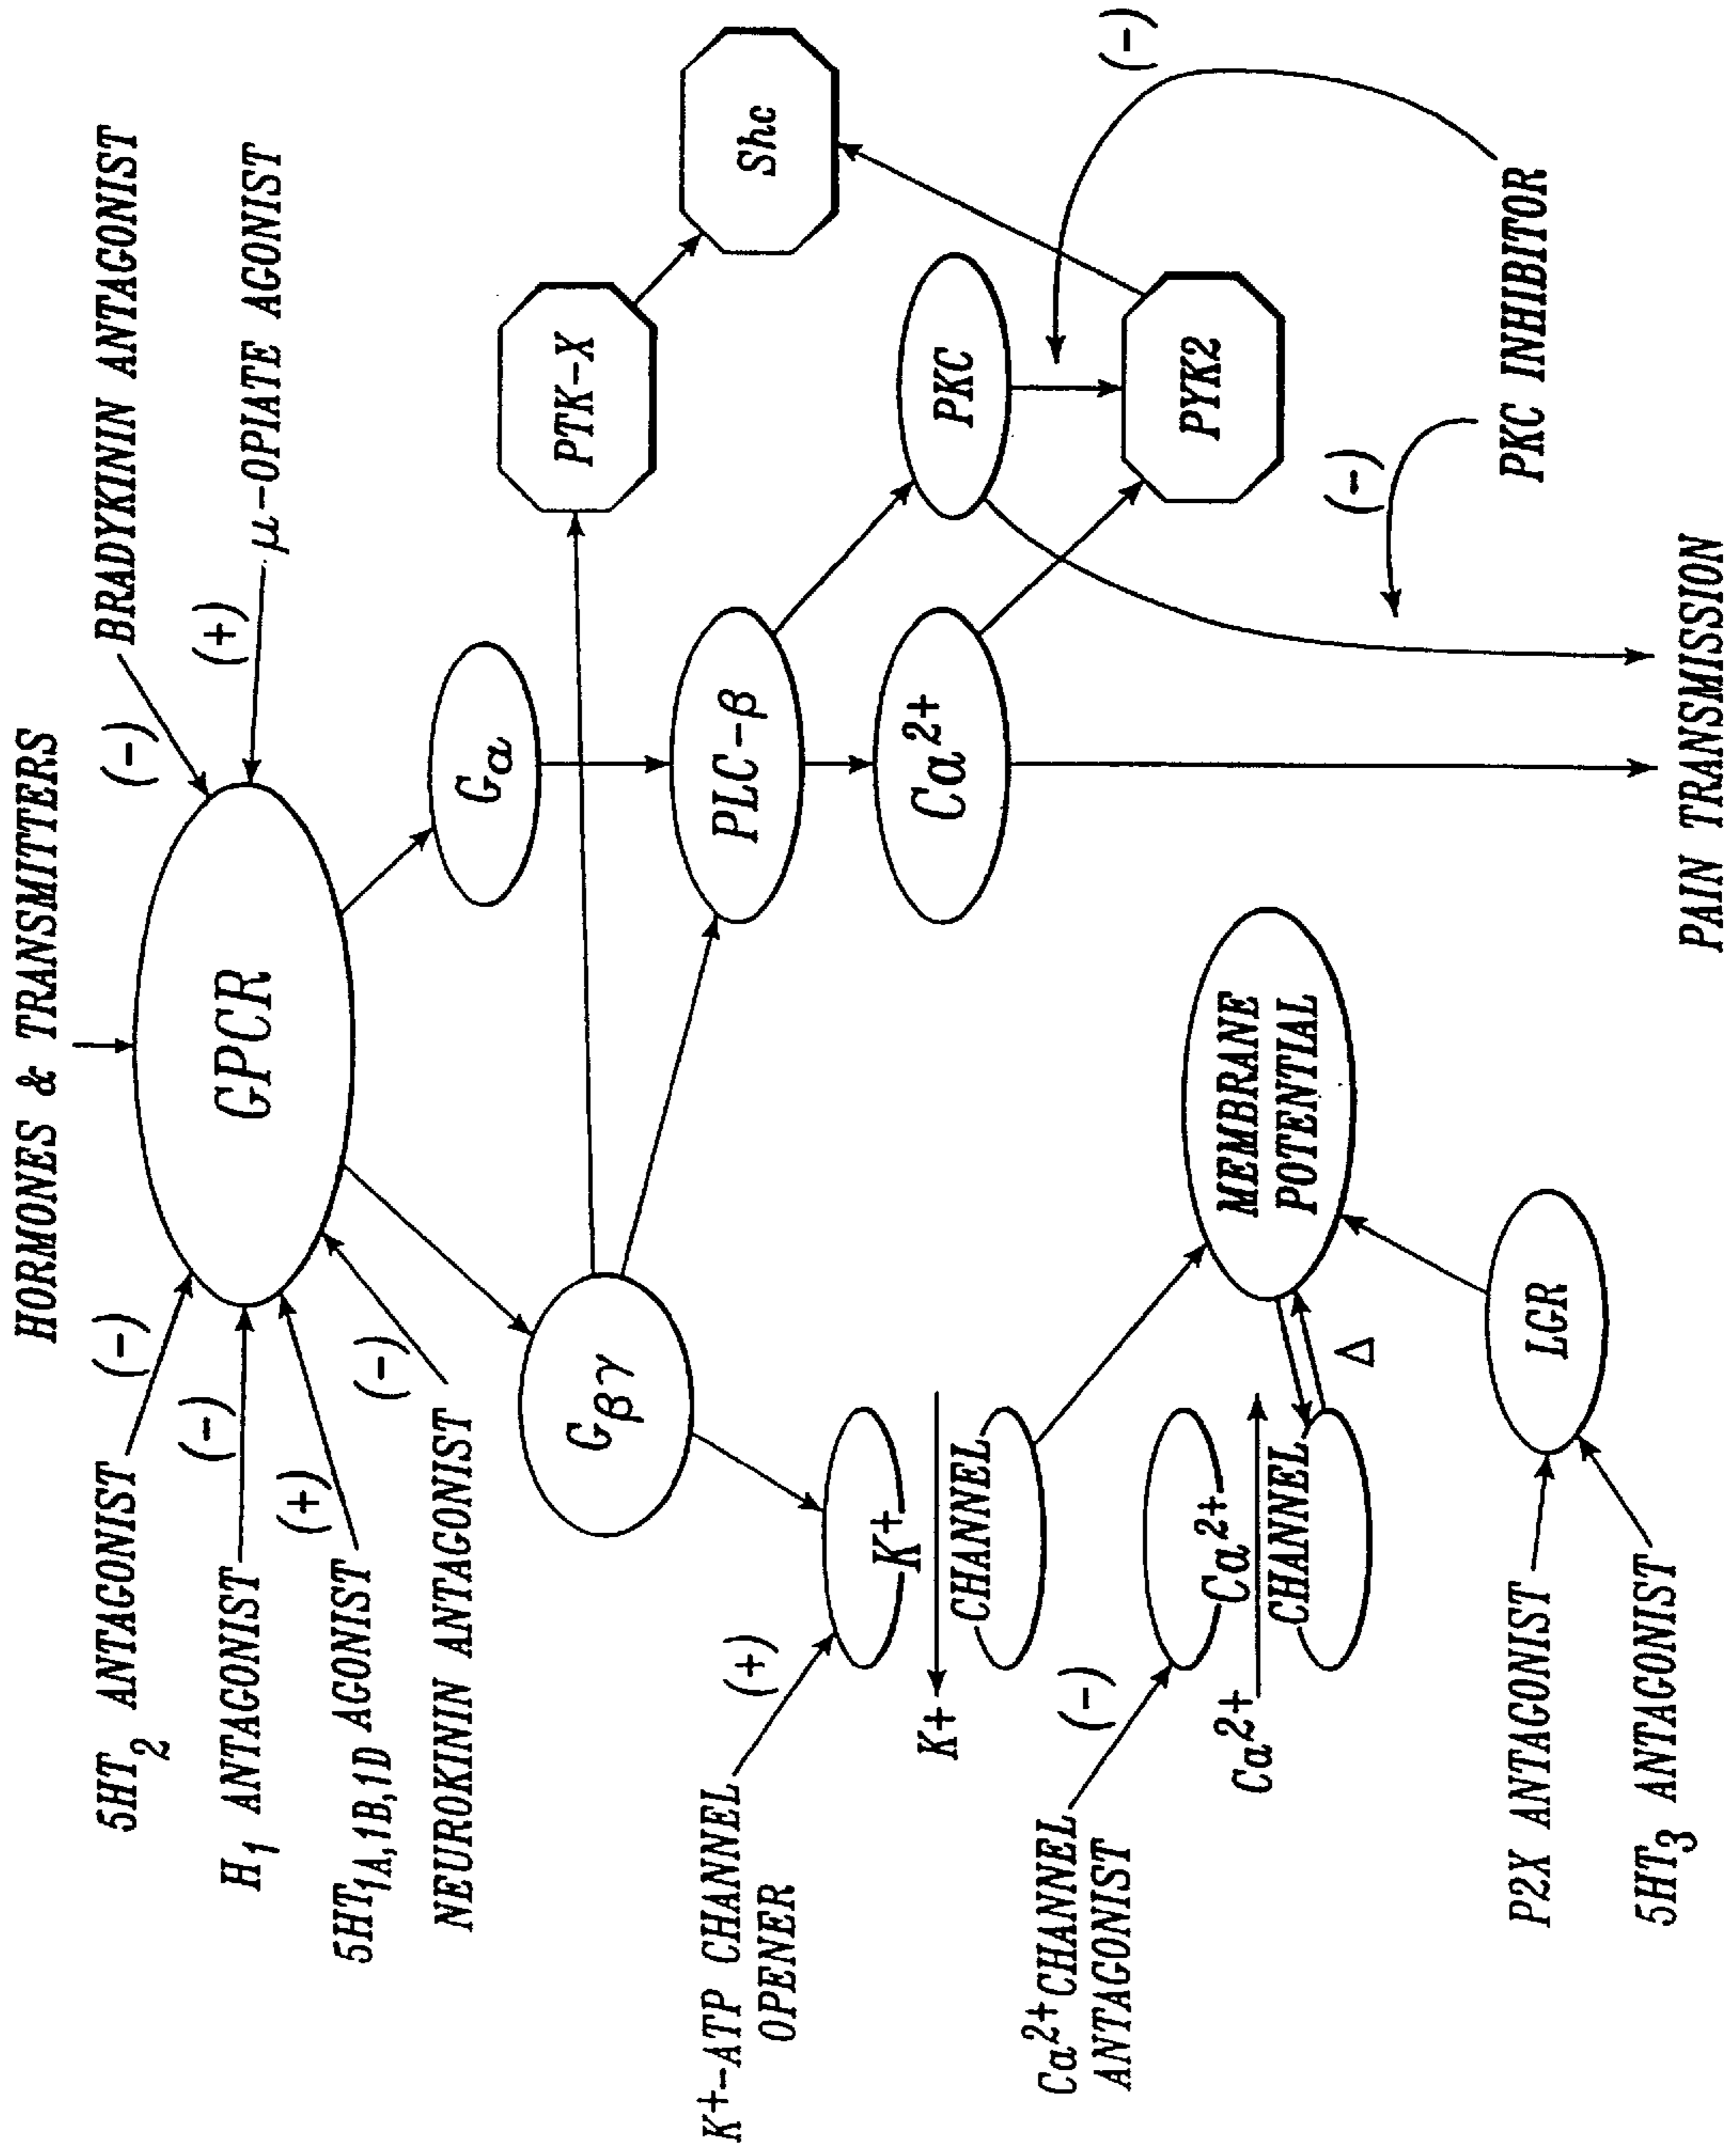 HORMONES & TRANSMITTERS
5HT2 ANTAGONIST
(-)
H1 ANTAGONIST
(-)
5HT1A,1B,1D AGONIST
(+)
NEUROKININ ANTAGONIST
(-)
GPCR
(-)
BRADYKININ ANTAGONIST
(+)
μ-OPIATE AGONIST
Gα
Gβγ
PTK-X
Shc
PLC-β
PKC
Ca2+
PYK2
(-)
(-)
PKC INHIBITOR
K+-ATP CHANNEL
OPENER
(+)
K+
CHANNEL
K+
Ca2+CHANNEL
ANTAGONIST
(-)
Ca2+
CHANNEL
Ca2+
Δ
MEMBRANE
POTENTIAL
LGR
P2X ANTAGONIST
5HT3 ANTAGONIST
PAIN TRANSMISSION